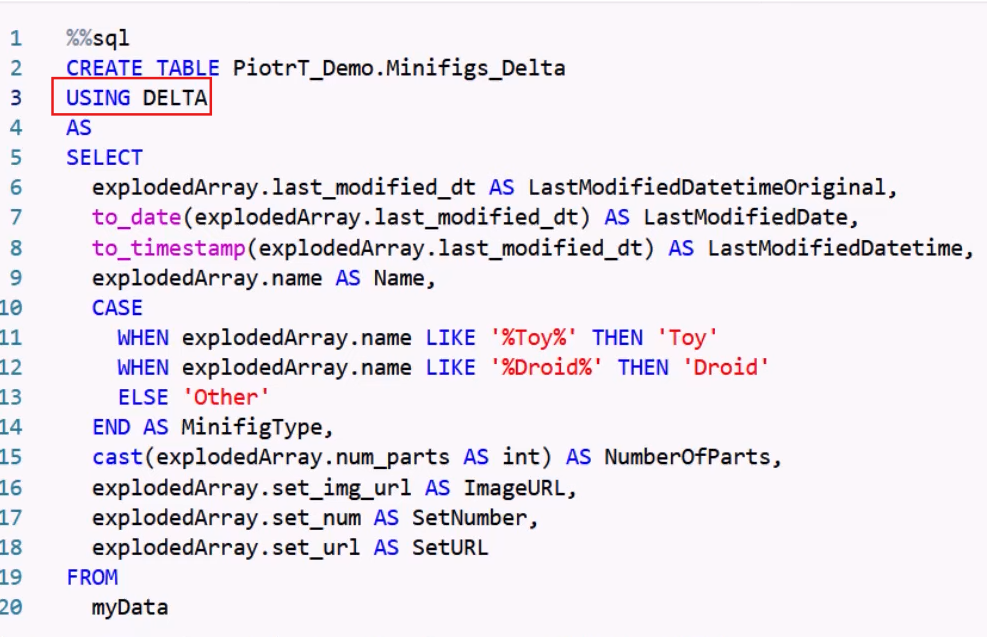 1 %%sql
2 CREATE TABLE PiotrT_Demo.Minifigs_Delta
3 USING DELTA
4 AS
5 SELECT
6 explodedArray.last_modified_dt AS LastModifiedDatetimeOriginal,
7 to_date(explodedArray.last_modified_dt) AS LastModifiedDate,
8 to_timestamp(explodedArray.last_modified_dt) AS LastModifiedDatetime,
9 explodedArray.name AS Name,
10 CASE
11 WHEN explodedArray.name LIKE '%Toy%' THEN 'Toy'
12 WHEN explodedArray.name LIKE '%Droid%' THEN 'Droid'
13 ELSE 'Other'
14 END AS MinifigType,
15 cast(explodedArray.num_parts AS int) AS NumberOfParts,
16 explodedArray.set_img_url AS ImageURL,
17 explodedArray.set_num AS SetNumber,
18 explodedArray.set_url AS SetURL
19 FROM
20 myData